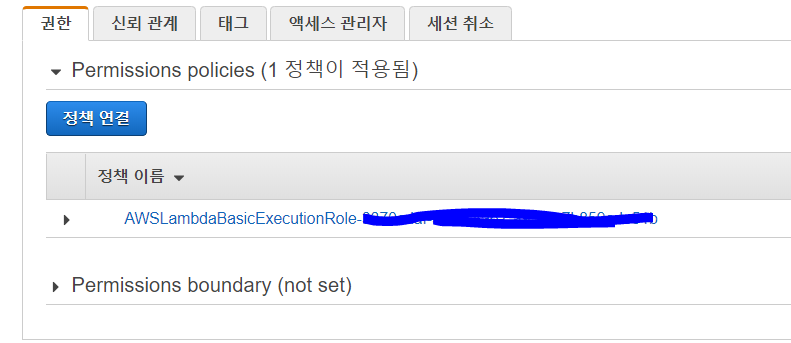 권한 신뢰 관계 태그 액세스 관리자 세션 취소
Permissions policies (1 정책이 적용됨)
정책 연결
정책 이름
AWSLambdaBasicExecutionRole-
Permissions boundary (not set)